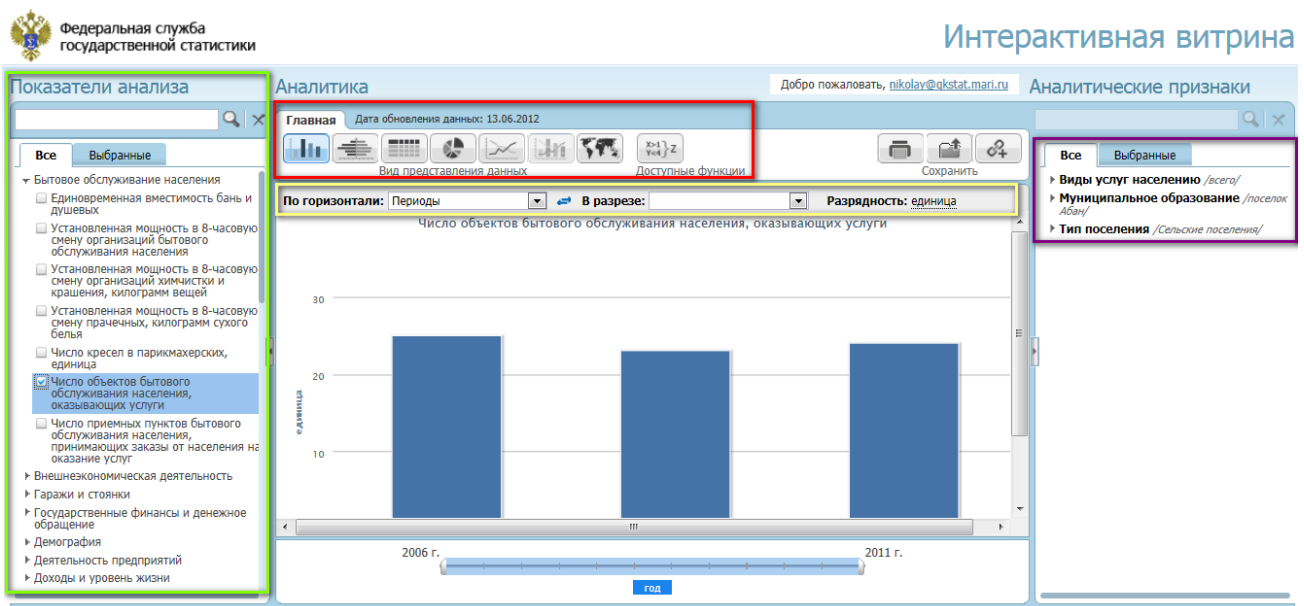 Федеральная служба
государственной статистики
Интерактивная витрина
Показатели анализа
Все Выбранные
Бытовое обслуживание населения
Единовременная вместимость бань и
душевых
Установленная мощность в 8-часовую
смену организаций бытового
обслуживания населения
Установленная мощность в 8-часовую
смену организаций химчистки и
крашения, килограмм вещей
Установленная мощность в 8-часовую
смену прачечных, килограмм сухого
белья
Число кресел в парикмахерских,
единица
Число объектов бытового
обслуживания населения,
оказывающих услуги
Число приемных пунктов бытового
обслуживания населения,
принимающих заказы от населения на
оказание услуг
Внешнеэкономическая деятельность
Гаражи и стоянки
Государственные финансы и денежное
обращение
Демография
Деятельность предприятий
Доходы и уровень жизни
Аналитика
Добро пожаловать, nikolay@gkstat.mari.ru
Главная Дата обновления данных: 13.06.2012
X>1 }Z
Y<4
Вид представления данных Доступные функции Сохранить
По горизонтали: Периоды В разрезе: Разрядность: единица
Число объектов бытового обслуживания населения, оказывающих услуги
30
20
10
единица
2006 г. 2011 г.
год
Аналитические признаки
Все Выбранные
Виды услуг населению /всего/
Муниципальное образование /поселок
Абан/
Тип поселения /Сельские поселения/